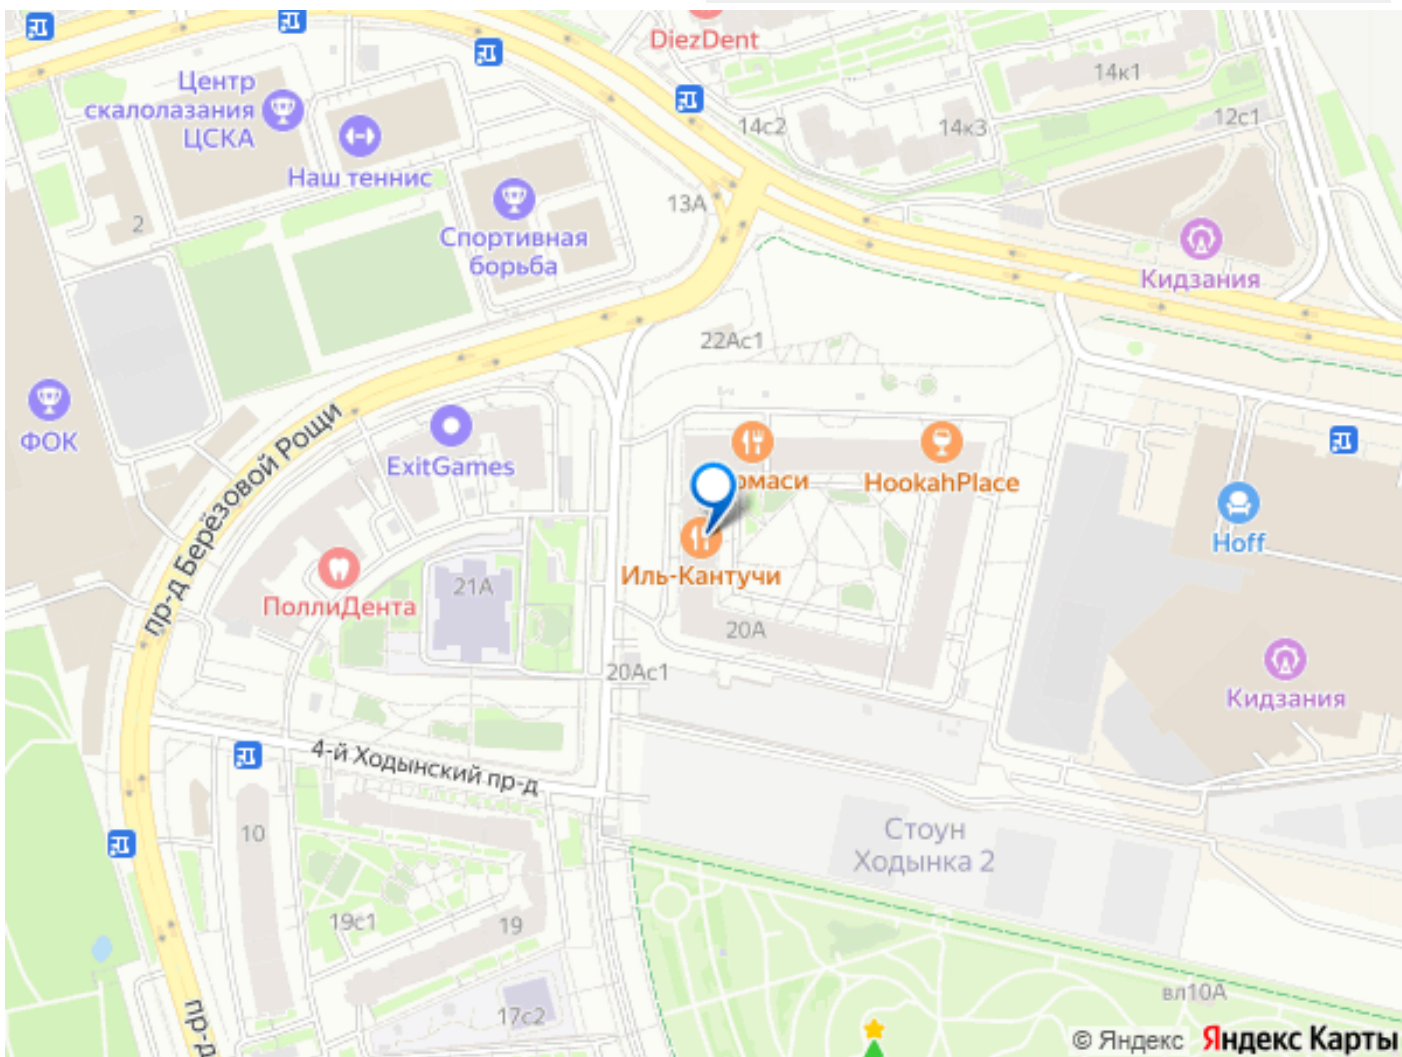 DiezDent
14к1
Центр
скалолазания
ЦСКА
14с2
14к3
12с1
Наш теннис
2
13А
Спортивная
борьба
Кидзания
22Ас1
ФОК
пр-д Берёзовой Рощи
ExitGames
омаси
HookahPlace
Hoff
Иль-Кантучи
21А
ПоллиДента
20А
20Ас1
Кидзания
4-й Ходынский пр-д
10
Стоун
Ходынка 2
19с1
19
вл10А
17с2
пр-д
© Яндекс Яндекс Карты